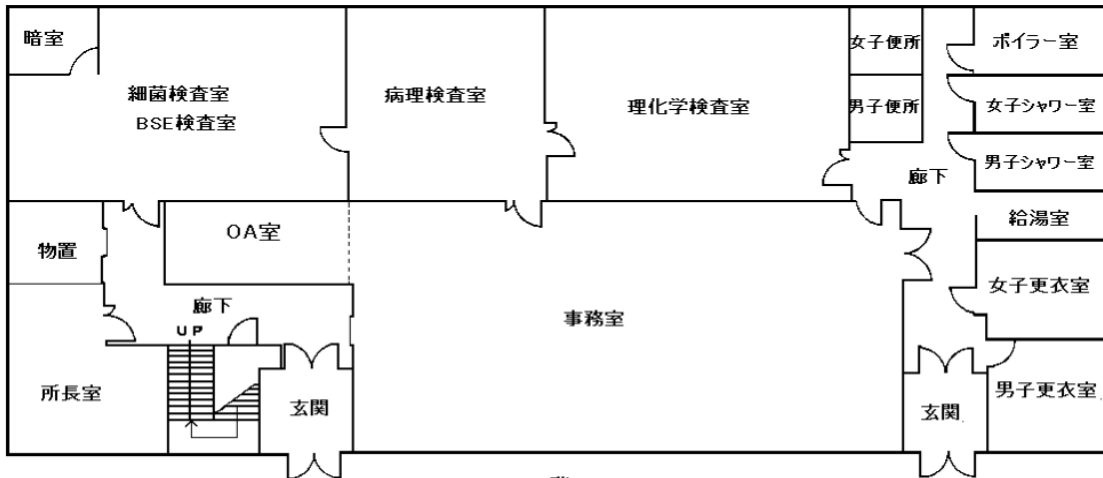 暗室
女子便所
ボイラー室
細菌検査室
BSE検査室
病理検査室
理化学検査室
男子便所
女子シャワー室
男子シャワー室
廊下
OA室
給湯室
物置
女子更衣室
廊下
UP
事務室
所長室
玄関
玄関
男子更衣室